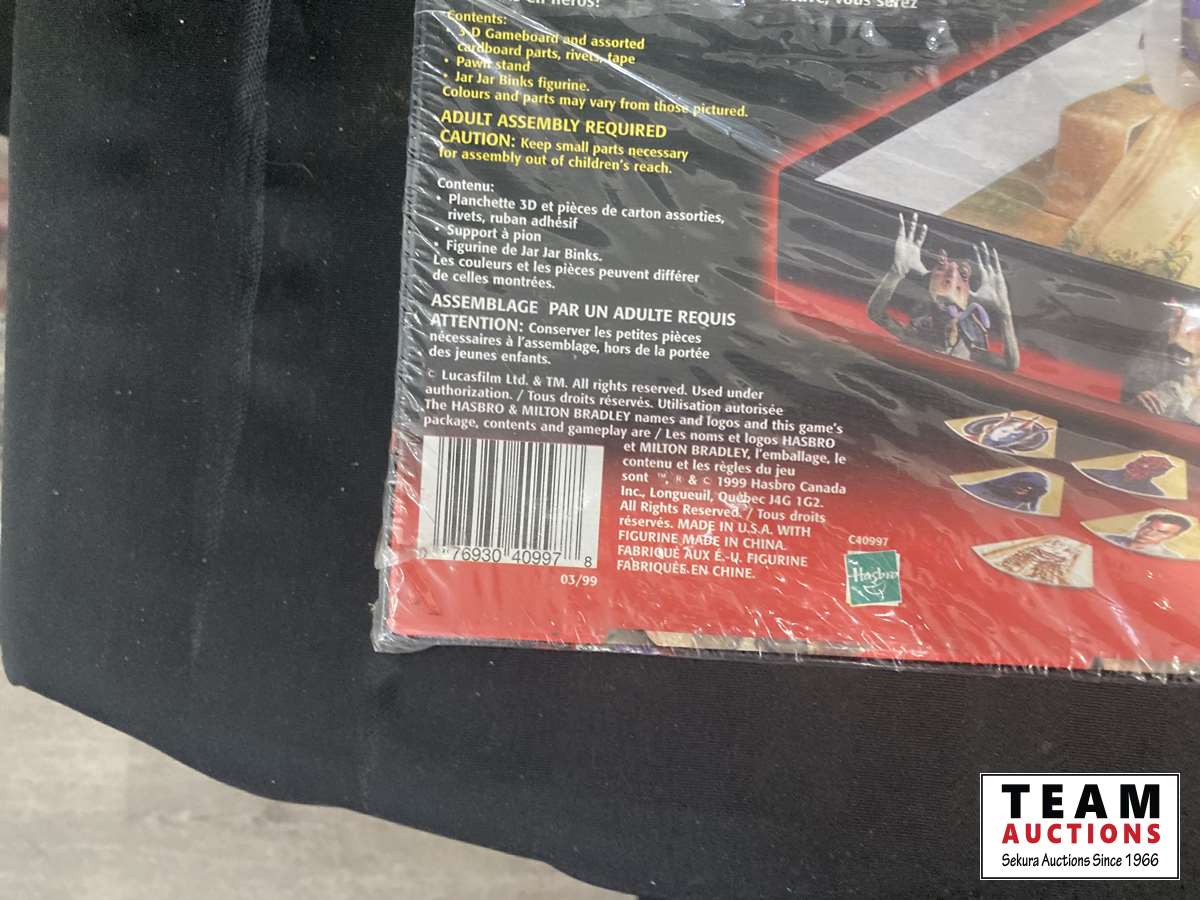 en héros!
vous serez
Contents:
• 3-D Gameboard and assorted
cardboard parts, rivets, tape
• Pawn stand
• Jar Jar Binks figurine.
Colours and parts may vary from those pictured.
ADULT ASSEMBLY REQUIRED
CAUTION: Keep small parts necessary
for assembly out of children's reach.
Contenu:
• Planchette 3D et pièces de carton assorties,
rivets, ruban adhésif
• Support à pion
• Figurine de Jar Jar Binks.
Les couleurs et les pièces peuvent différer
de celles montrées.
ASSEMBLAGE PAR UN ADULTE REQUIS
ATTENTION: Conserver les petites pièces
nécessaires à l'assemblage, hors de la portée
des jeunes enfants.
© Lucasfilm Ltd. & TM. All rights reserved. Used under
authorization. / Tous droits réservés. Utilisation autorisée
The HASBRO & MILTON BRADLEY names and logos and this game's
package, contents and gameplay are / Les noms et logos HASBRO
et MILTON BRADLEY, l'emballage, le
contenu et les règles du jeu
sont ™, ® & © 1999 Hasbro Canada
Inc., Longueuil, Québec J4G 1G2.
All Rights Reserved. / Tous droits
réservés. MADE IN U.S.A. WITH
FIGURINE MADE IN CHINA.
FABRIQUÉ AUX É.-U. FIGURINE
FABRIQUÉE EN CHINE.
0 76930 40997 8
03/99
C40997
Hasbro
TEAM
AUCTIONS
Sekura Auctions Since 1966